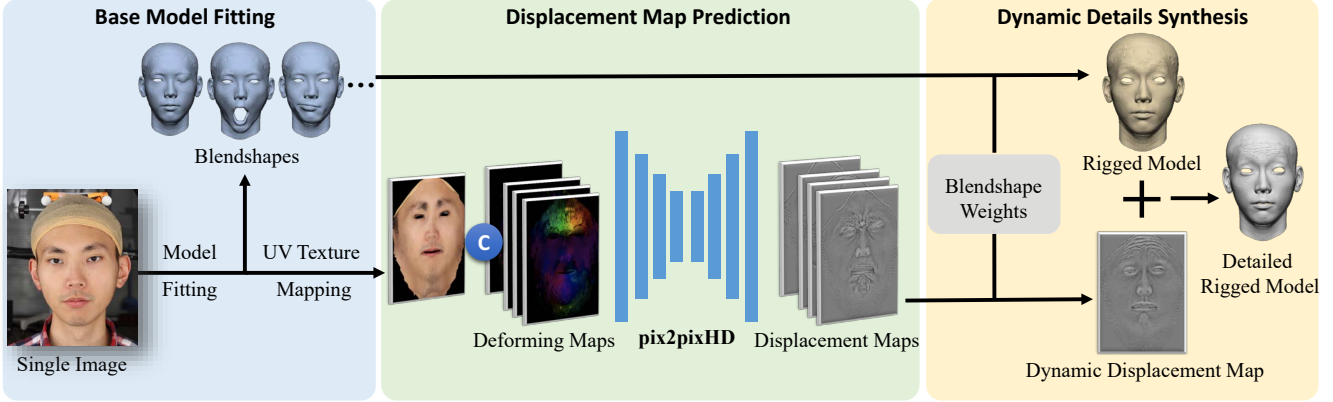 Base Model Fitting
Displacement Map Prediction
Dynamic Details Synthesis
Blendshapes
Model
Fitting
UV Texture
Mapping
Single Image
C
Deforming Maps
pix2pixHD
Displacement Maps
Blendshape
Weights
Rigged Model
Detailed
Rigged Model
Dynamic Displacement Map